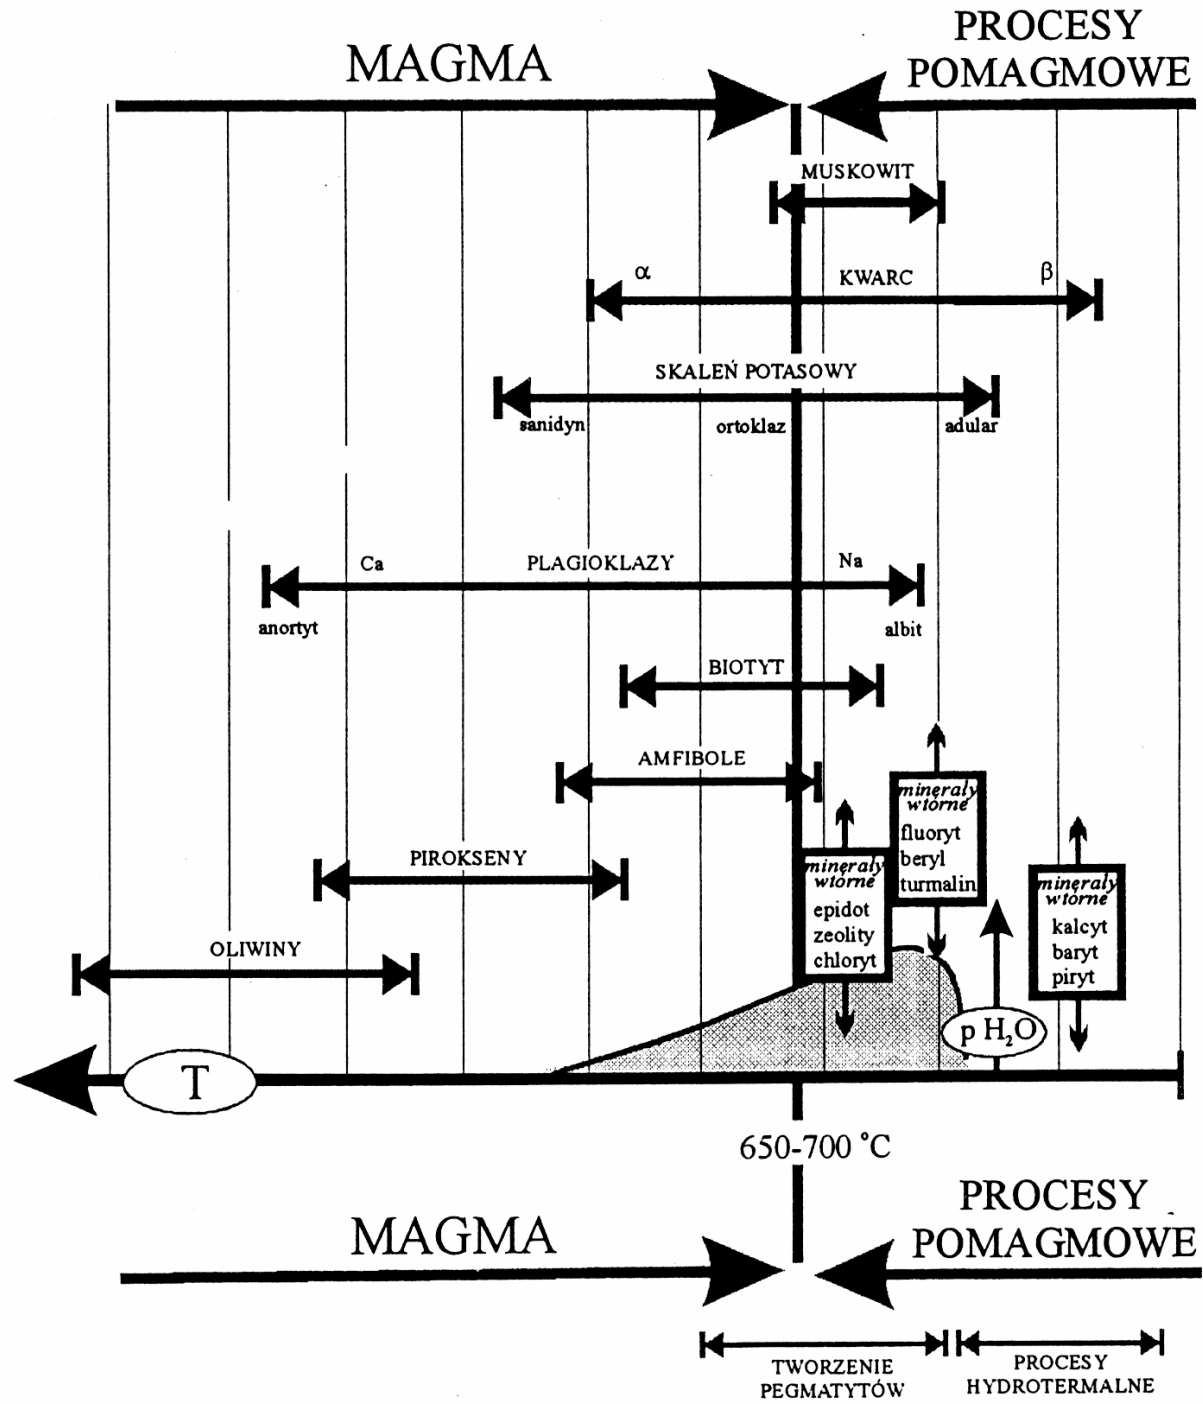 MAGMA
PROCESY
POMAGMOWE
MUSKOWIT
α
KWARC
β
SKALEŃ POTASOWY
sanidyn
ortoklaz
adular
Ca
PLAGIOKLAZY
Na
anortyt
albit
BIOTYT
AMFIBOLE
minerały
wtórne
fluoryt
beryl
turmalin
PIROKSENY
minerały
wtórne
epidot
zeolity
chloryt
minerały
wtórne
kalcyt
baryt
piryt
OLIWINY
p H₂O
T
650-700 °C
MAGMA
PROCESY
POMAGMOWE
TWORZENIE
PEGMATYTÓW
PROCESY
HYDROTERMALNE